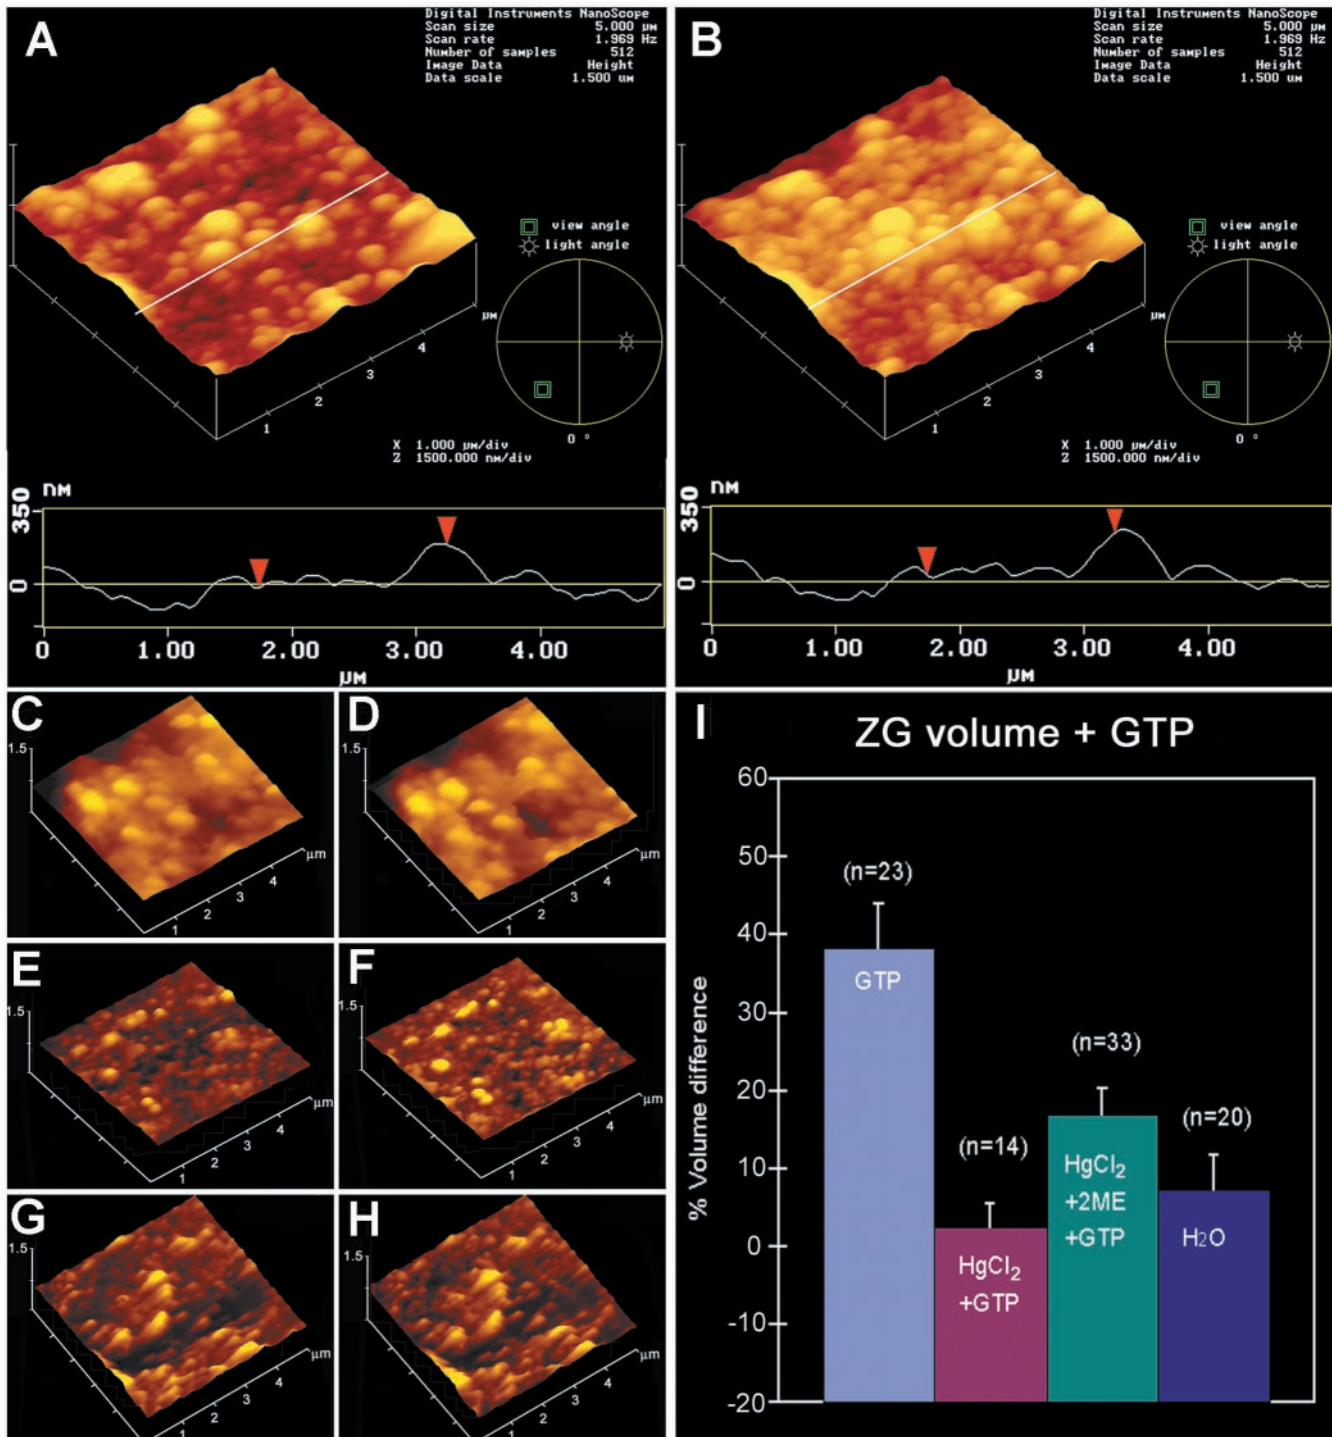 A
Digital Instruments NanoScope
Scan size 5.000 µm
Scan rate 1.969 Hz
Number of samples 512
Image Data Height
Data scale 1.500 um
view angle
light angle
µm
4
3
2
1
0 °
X 1.000 µm/div
Z 1500.000 nm/div
nM
350
0
0 1.00 2.00 3.00 4.00
µM
B
Digital Instruments NanoScope
Scan size 5.000 µm
Scan rate 1.969 Hz
Number of samples 512
Image Data Height
Data scale 1.500 um
view angle
light angle
µm
4
3
2
1
0 °
X 1.000 µm/div
Z 1500.000 nm/div
nM
350
0
0 1.00 2.00 3.00 4.00
µM
C
1.5
µm
4
3
2
1
D
1.5
µm
4
3
2
1
E
1.5
µm
4
3
2
1
F
1.5
µm
4
3
2
1
G
1.5
µm
4
3
2
1
H
1.5
µm
4
3
2
1
I
ZG volume + GTP
% Volume difference
60
50
40
30
20
10
0
-10
-20
(n=23)
GTP
(n=14)
HgCl₂
+GTP
(n=33)
HgCl₂
+2ME
+GTP
(n=20)
H₂O